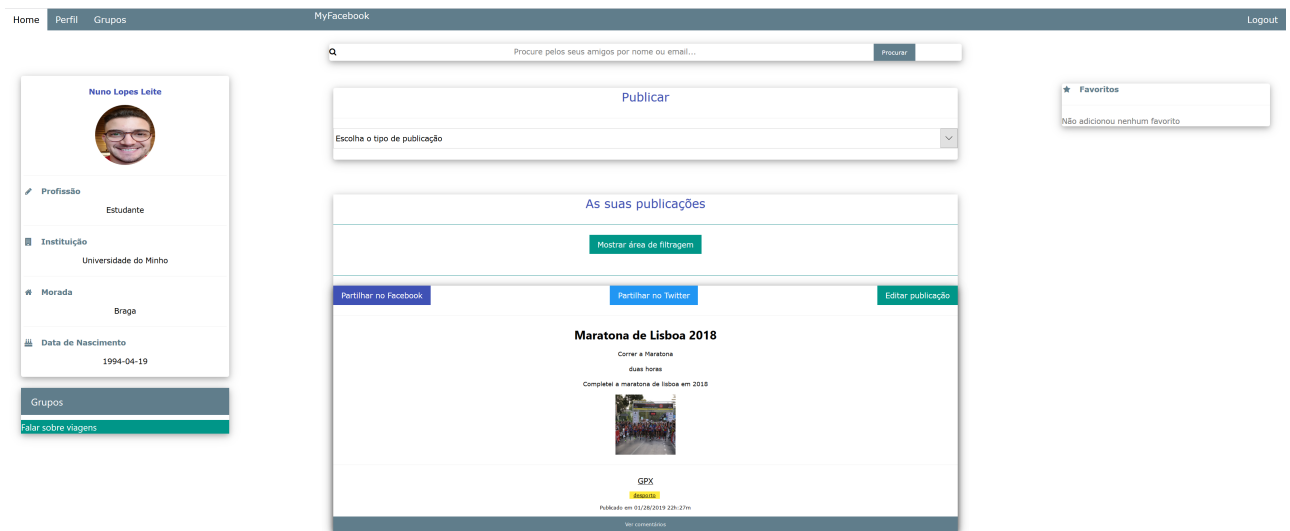 Home Perfil Grupos MyFacebook Logout
Procure pelos seus amigos por nome ou email... Procurar
Nuno Lopes Leite
Profissão
Estudante
Instituição
Universidade do Minho
Morada
Braga
Data de Nascimento
1994-04-19
Grupos
Falar sobre viagens
Publicar
Escolha o tipo de publicação
As suas publicações
Mostrar área de filtragem
Partilhar no Facebook Partilhar no Twitter Editar publicação
Maratona de Lisboa 2018
Correr a Maratona
duas horas
Completei a maratona de lisboa em 2018
GPX
desporto
Publicado em 01/28/2019 22h:27m
Ver comentários
Favoritos
Não adicionou nenhum favorito